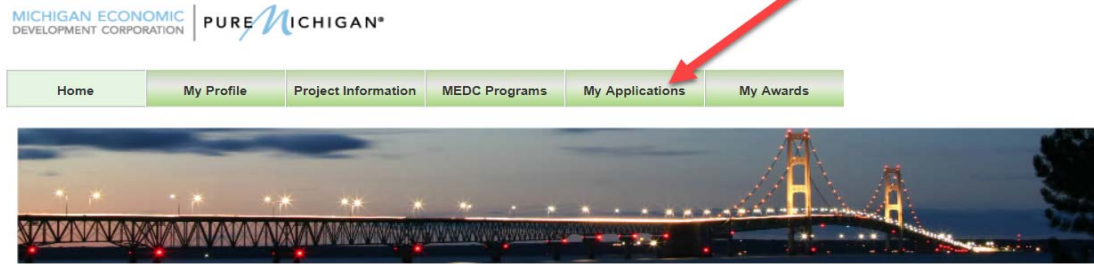 MICHIGAN ECONOMIC
DEVELOPMENT CORPORATION
PURE MICHIGAN®
Home My Profile Project Information MEDC Programs My Applications My Awards